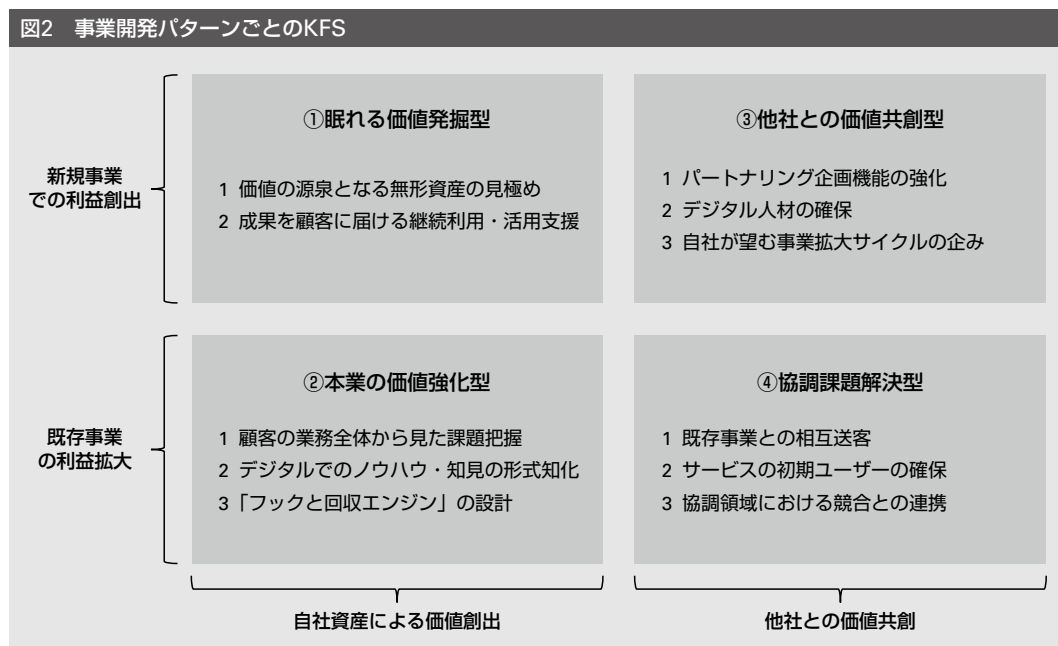 図2 事業開発パターンごとのKFS
新規事業
での利益創出
①眠れる価値発掘型
1 価値の源泉となる無形資産の見極め
2 成果を顧客に届ける継続利用・活用支援
③他社との価値共創型
1 パートナリング企画機能の強化
2 デジタル人材の確保
3 自社が望む事業拡大サイクルの企み
既存事業
の利益拡大
②本業の価値強化型
1 顧客の業務全体から見た課題把握
2 デジタルでのノウハウ・知見の形式知化
3 「フックと回収エンジン」の設計
④協調課題解決型
1 既存事業との相互送客
2 サービスの初期ユーザーの確保
3 協調領域における競合との連携
自社資産による価値創出
他社との価値共創